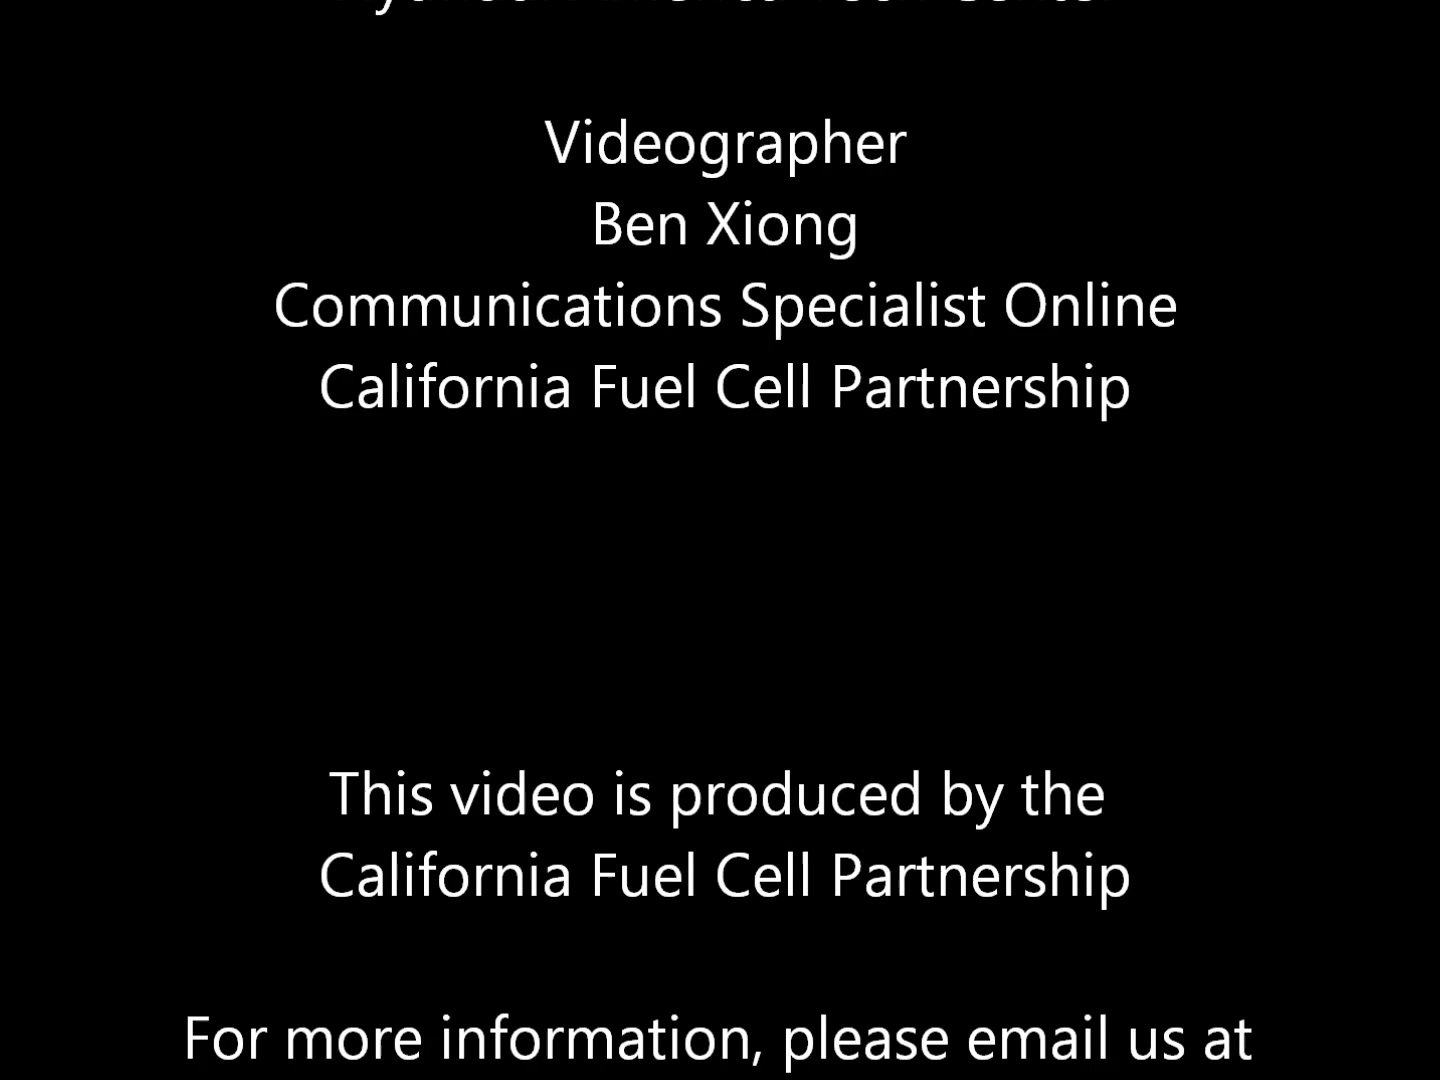 Videographer
Ben Xiong
Communications Specialist Online
California Fuel Cell Partnership
This video is produced by the
California Fuel Cell Partnership
For more information, please email us at